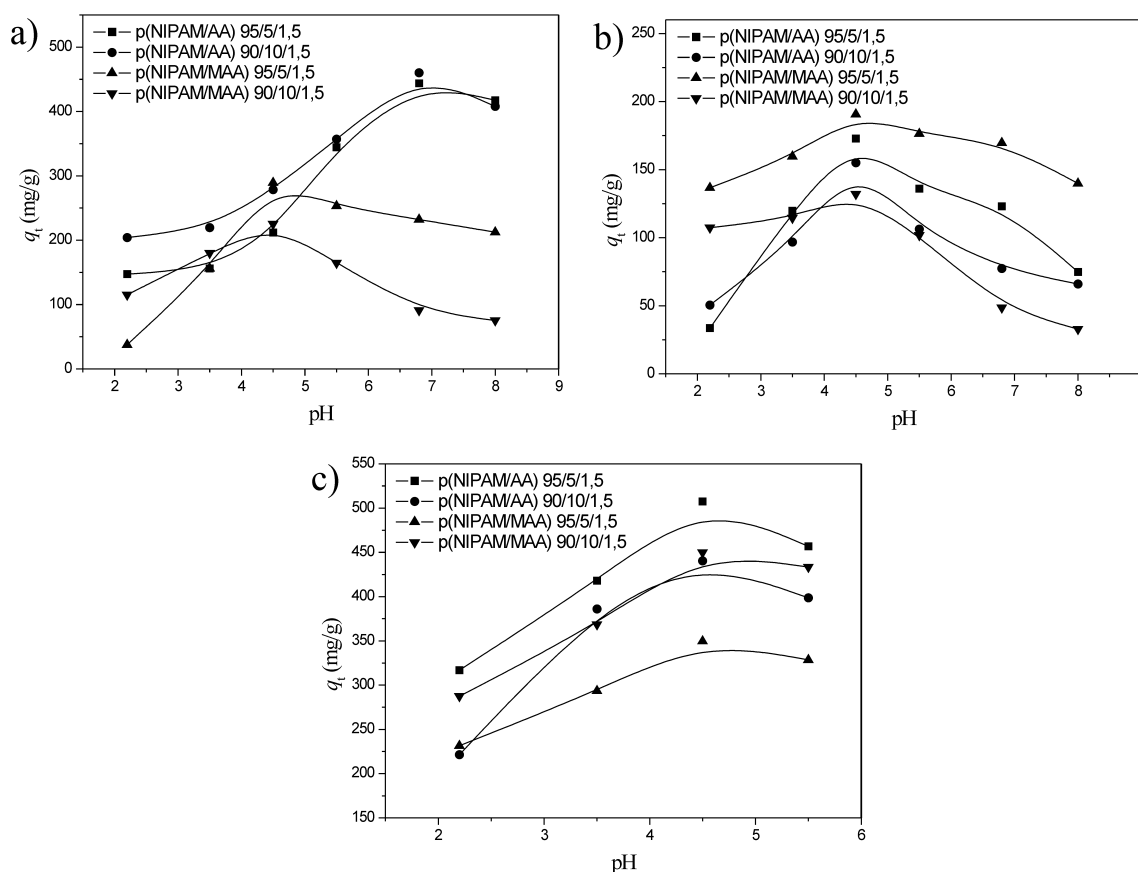 a)
p(NIPAM/AA) 95/5/1,5
p(NIPAM/AA) 90/10/1,5
p(NIPAM/MAA) 95/5/1,5
p(NIPAM/MAA) 90/10/1,5
500
400
300
200
100
0
qt (mg/g)
2 3 4 5 6 7 8 9
pH
b)
p(NIPAM/AA) 95/5/1,5
p(NIPAM/AA) 90/10/1,5
p(NIPAM/MAA) 95/5/1,5
p(NIPAM/MAA) 90/10/1,5
250
200
150
100
50
0
qt (mg/g)
2 3 4 5 6 7 8
pH
c)
p(NIPAM/AA) 95/5/1,5
p(NIPAM/AA) 90/10/1,5
p(NIPAM/MAA) 95/5/1,5
p(NIPAM/MAA) 90/10/1,5
550
500
450
400
350
300
250
200
150
qt (mg/g)
2 3 4 5 6
pH